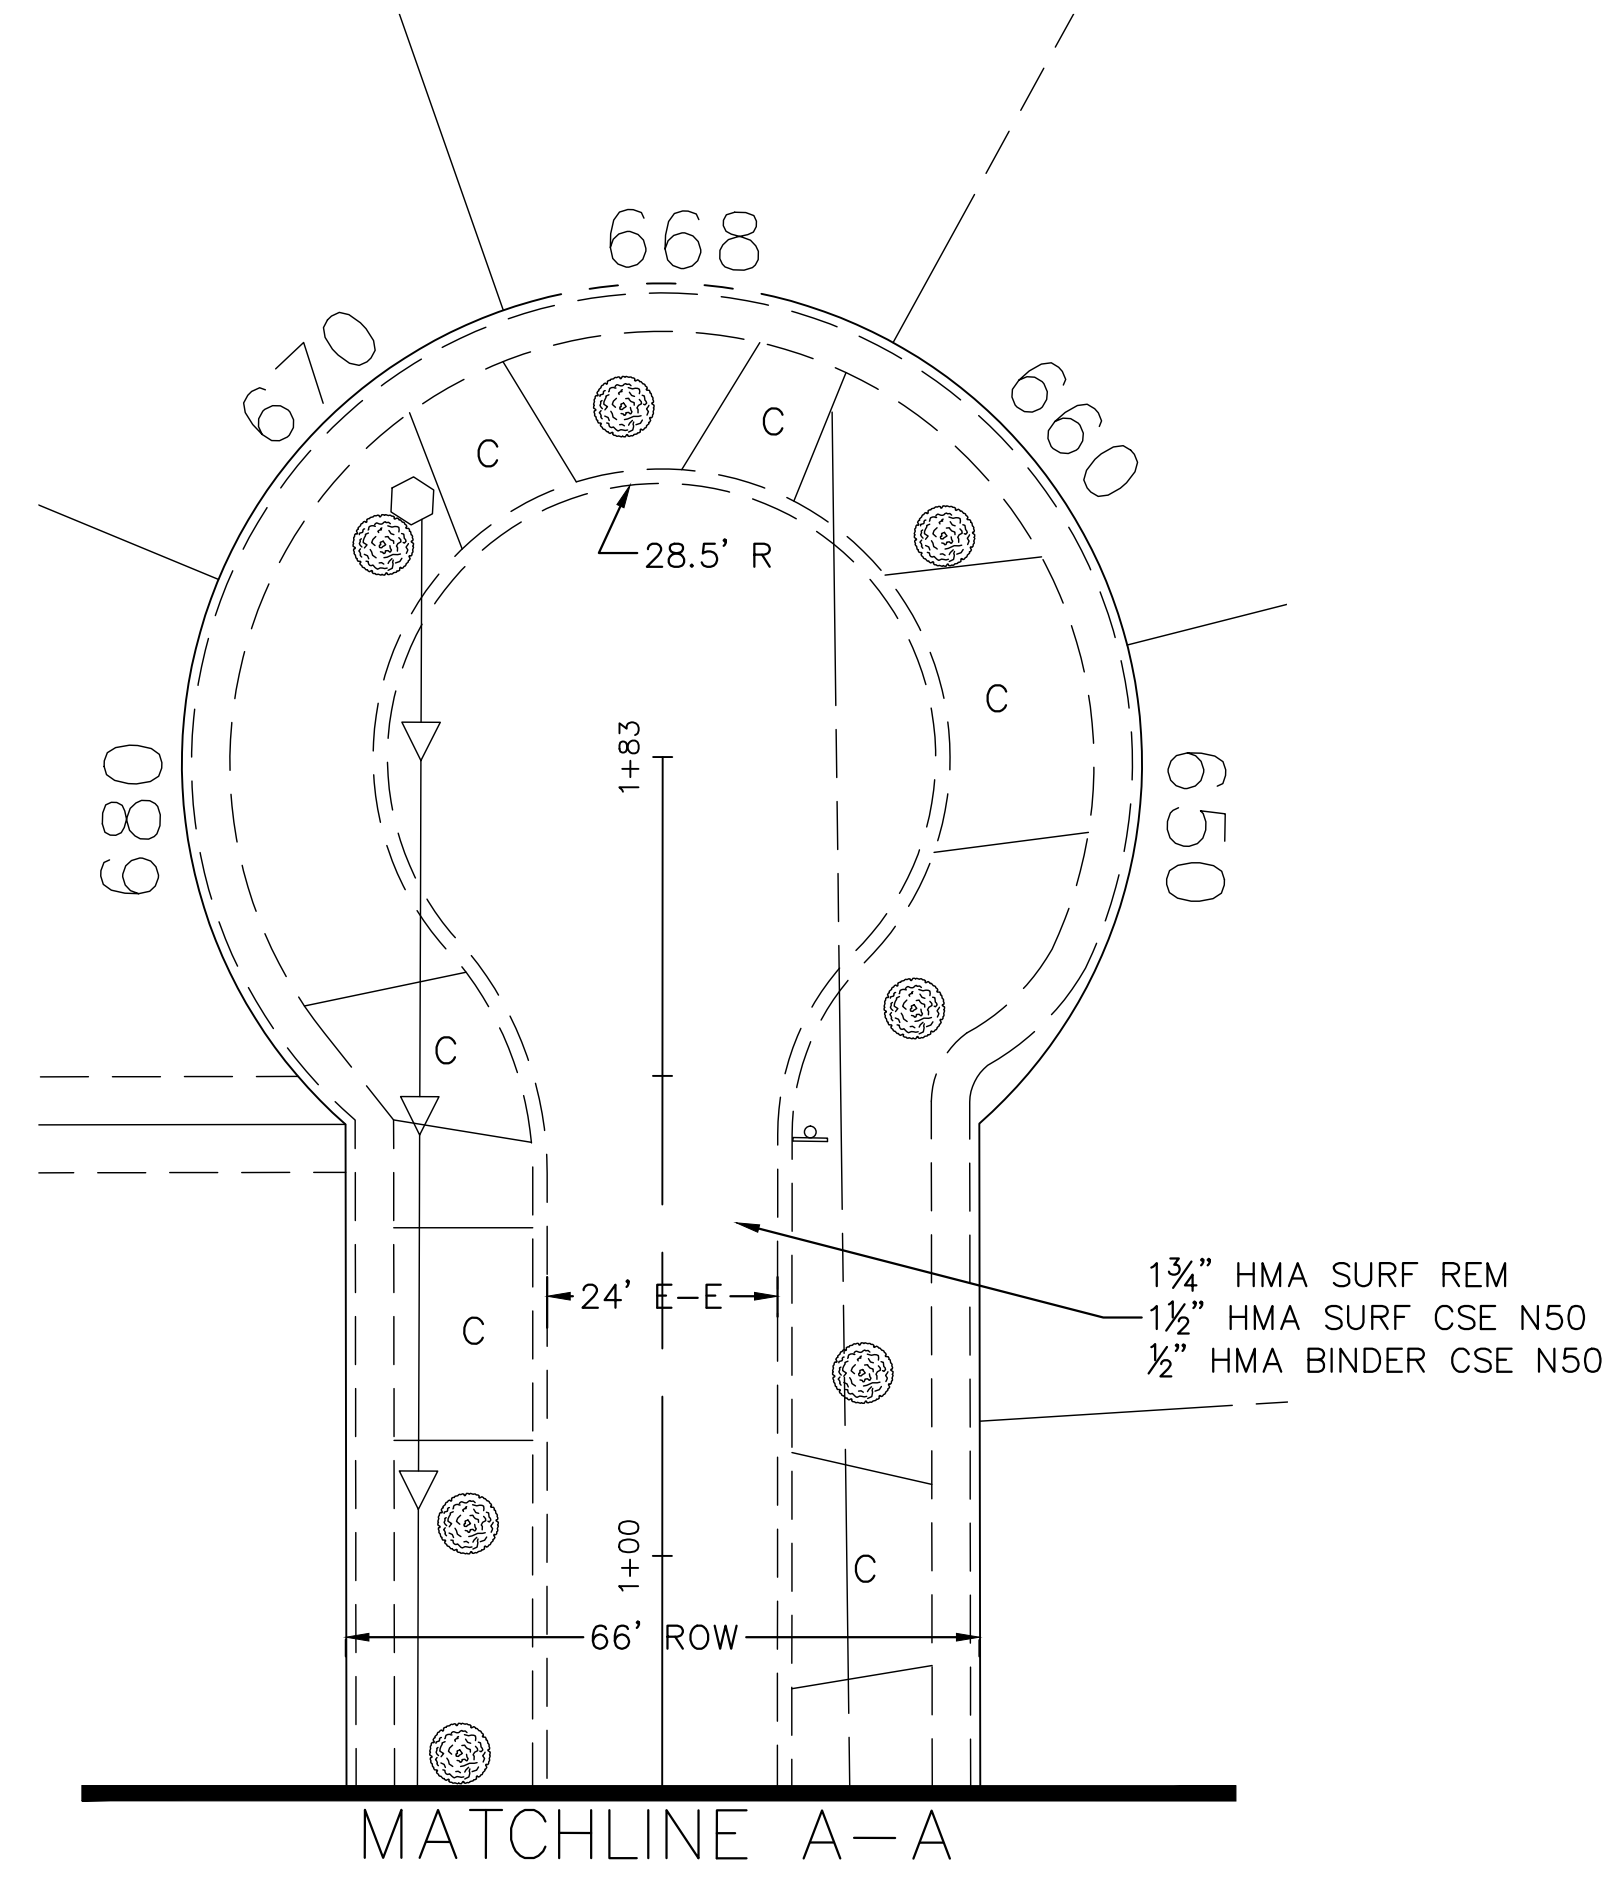 668
670
660
C
C
28.5' R
C
1+83
680
650
C
1¾" HMA SURF REM
1½" HMA SURF CSE N50
½" HMA BINDER CSE N50
24' E-E
C
1+00
C
66' ROW
MATCHLINE A-A